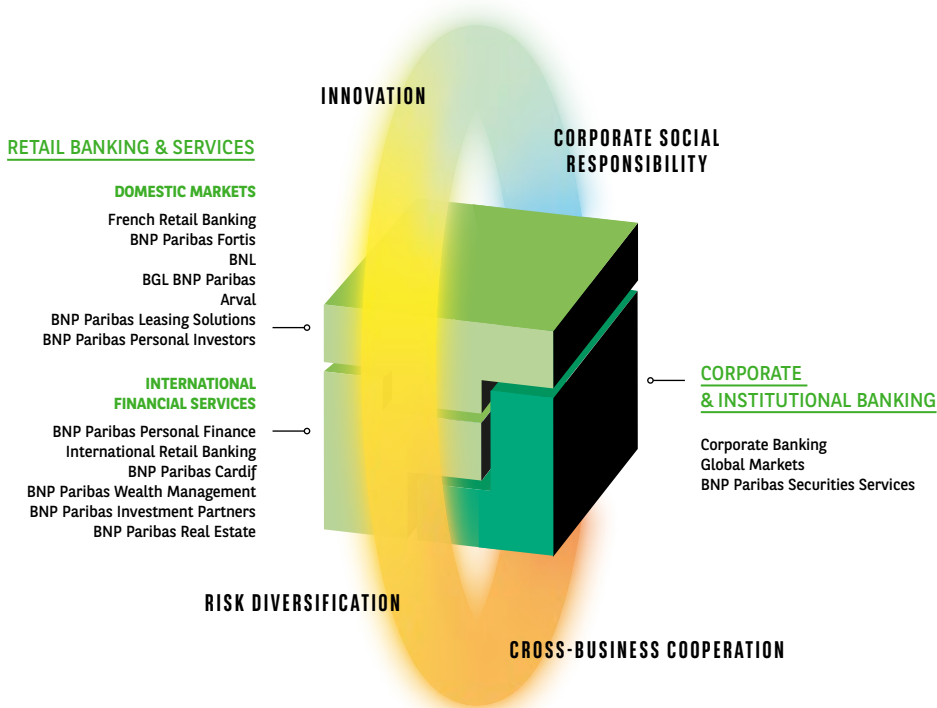 INNOVATION
CORPORATE SOCIAL
RESPONSIBILITY
RETAIL BANKING & SERVICES
DOMESTIC MARKETS
French Retail Banking
BNP Paribas Fortis
BNL
BGL BNP Paribas
Arval
BNP Paribas Leasing Solutions
BNP Paribas Personal Investors
INTERNATIONAL
FINANCIAL SERVICES
BNP Paribas Personal Finance
International Retail Banking
BNP Paribas Cardif
BNP Paribas Wealth Management
BNP Paribas Investment Partners
BNP Paribas Real Estate
CORPORATE
& INSTITUTIONAL BANKING
Corporate Banking
Global Markets
BNP Paribas Securities Services
RISK DIVERSIFICATION
CROSS-BUSINESS COOPERATION